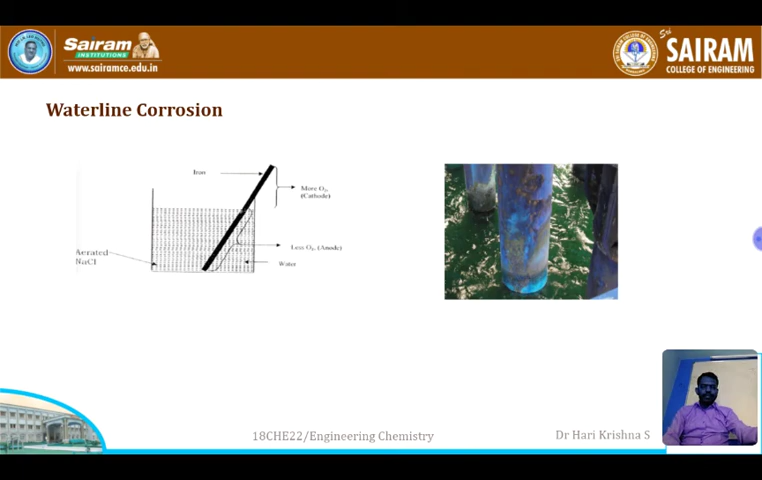 Sairam
INSTITUTIONS
www.sairamce.edu.in
Sri
SAIRAM
COLLEGE OF ENGINEERING
Waterline Corrosion
Iron
More O₂,
(Cathode)
Less O₂, (Anode)
Aerated
NaCl
Water
18CHE22/Engineering Chemistry
Dr Hari Krishna S